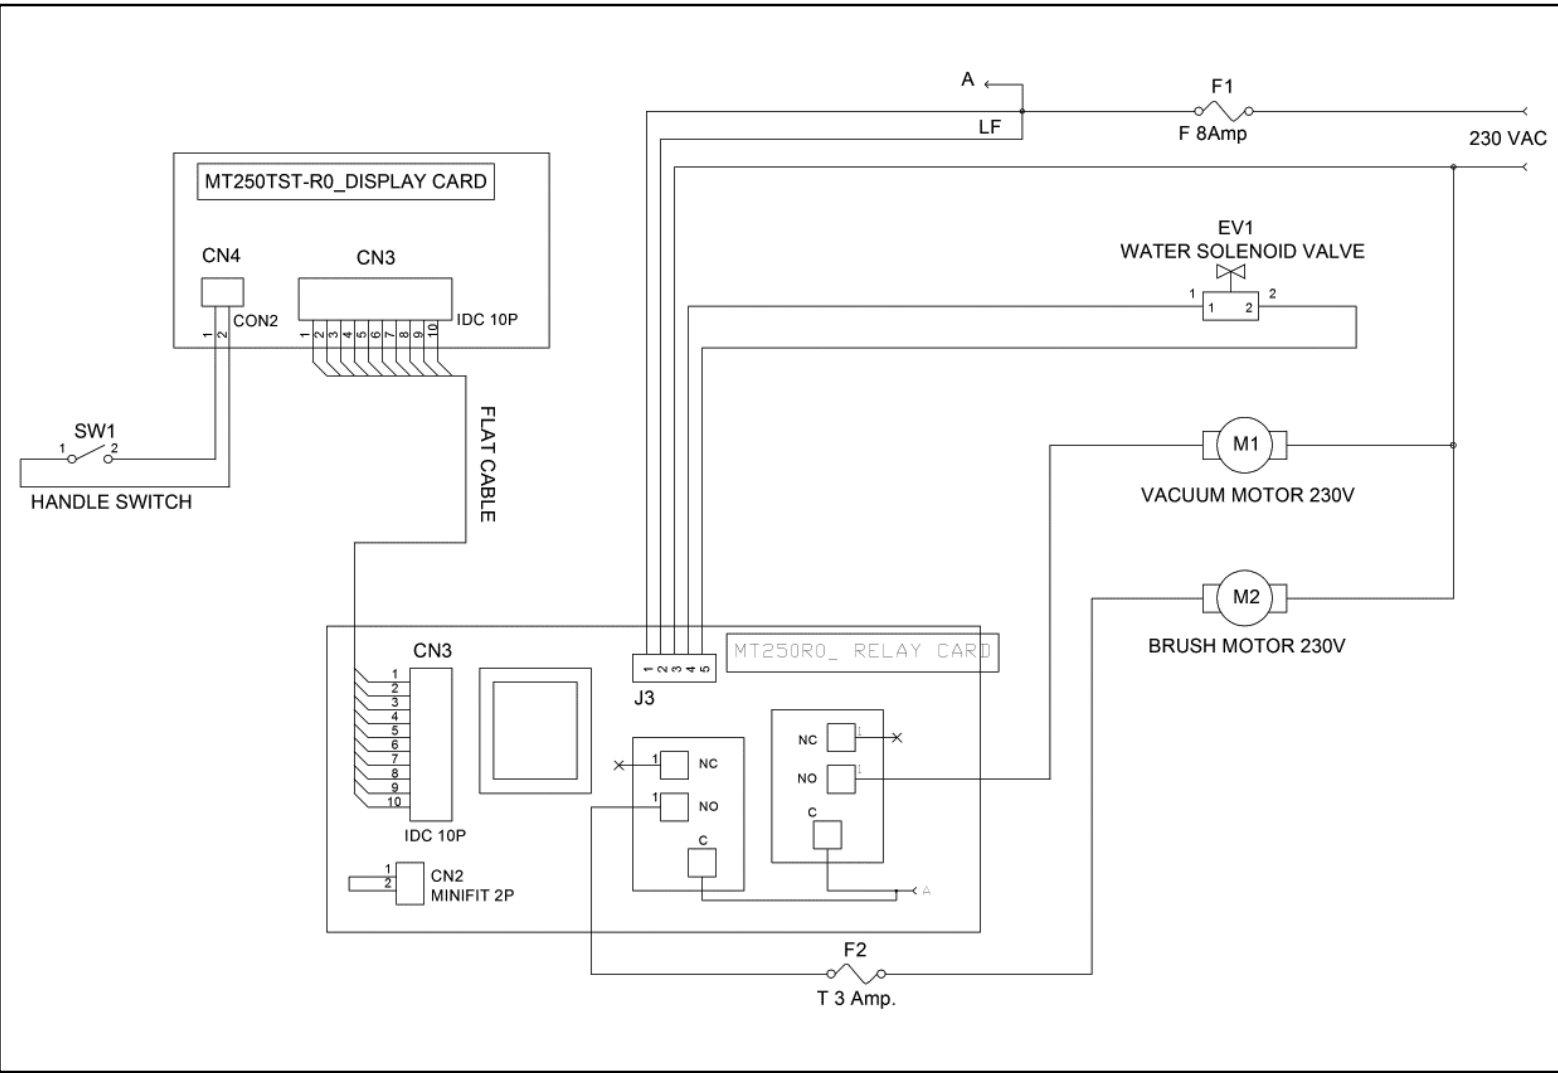 A
F1
LF
F 8Amp
230 VAC
MT250TST-R0_DISPLAY CARD
EV1
WATER SOLENOID VALVE
CN4
CN3
1
2
1
2
CON2
IDC 10P
1
2
1
2
3
4
5
6
7
8
9
10
SW1
1
2
HANDLE SWITCH
FLAT CABLE
M1
VACUUM MOTOR 230V
M2
BRUSH MOTOR 230V
CN3
1
2
3
4
5
6
7
8
9
10
IDC 10P
1
2
3
4
5
J3
MT250R0_ RELAY CARD
NC
1
NO
1
C
1
NC
1
NO
C
A
1
2
CN2
MINIFIT 2P
F2
T 3 Amp.